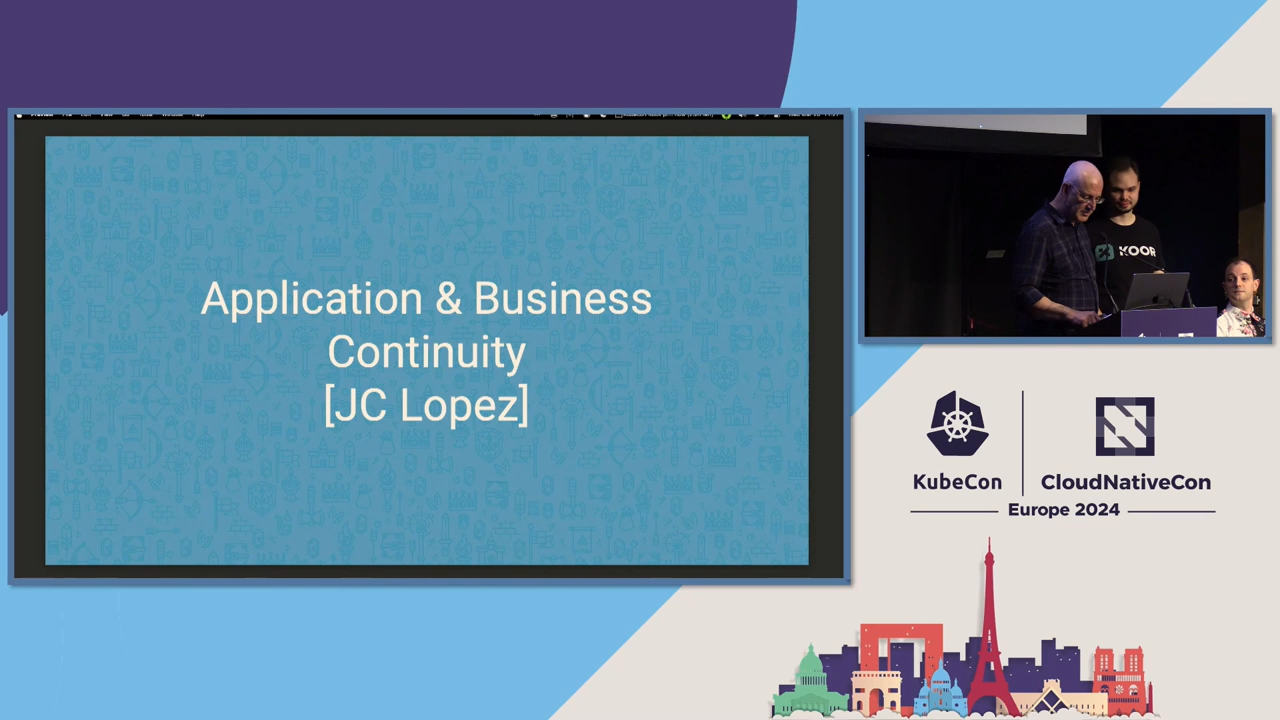 Application & Business
Continuity
[JC Lopez]
KOOR
KubeCon
CloudNativeCon
Europe 2024